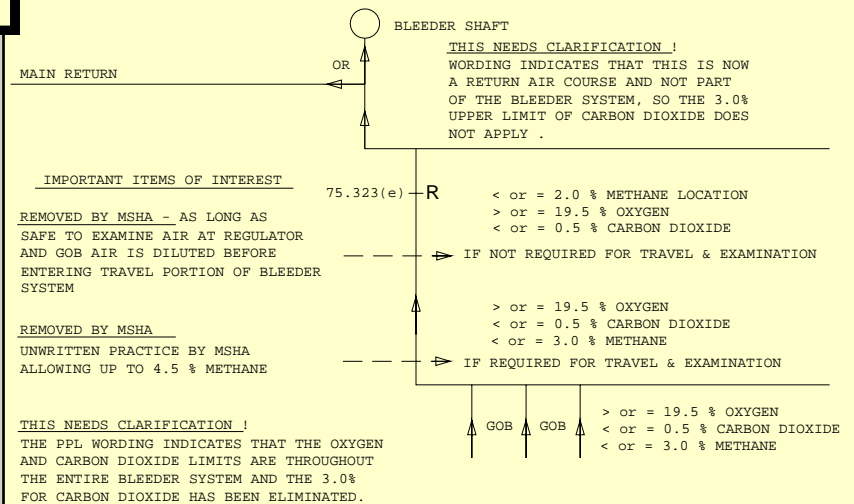 BLEEDER SHAFT
THIS NEEDS CLARIFICATION !
WORDING INDICATES THAT THIS IS NOW
A RETURN AIR COURSE AND NOT PART
OF THE BLEEDER SYSTEM, SO THE 3.0%
UPPER LIMIT OF CARBON DIOXIDE DOES
NOT APPLY .
OR
MAIN RETURN
IMPORTANT ITEMS OF INTEREST
REMOVED BY MSHA - AS LONG AS
SAFE TO EXAMINE AIR AT REGULATOR
AND GOB AIR IS DILUTED BEFORE
ENTERING TRAVEL PORTION OF BLEEDER
SYSTEM
75.323(e) R
< or = 2.0 % METHANE LOCATION
> or = 19.5 % OXYGEN
< or = 0.5 % CARBON DIOXIDE
IF NOT REQUIRED FOR TRAVEL & EXAMINATION
REMOVED BY MSHA
UNWRITTEN PRACTICE BY MSHA
ALLOWING UP TO 4.5 % METHANE
> or = 19.5 % OXYGEN
< or = 0.5 % CARBON DIOXIDE
< or = 3.0 % METHANE
IF REQUIRED FOR TRAVEL & EXAMINATION
THIS NEEDS CLARIFICATION !
THE PPL WORDING INDICATES THAT THE OXYGEN
AND CARBON DIOXIDE LIMITS ARE THROUGHOUT
THE ENTIRE BLEEDER SYSTEM AND THE 3.0%
FOR CARBON DIOXIDE HAS BEEN ELIMINATED.
GOB GOB
> or = 19.5 % OXYGEN
< or = 0.5 % CARBON DIOXIDE
< or = 3.0 % METHANE